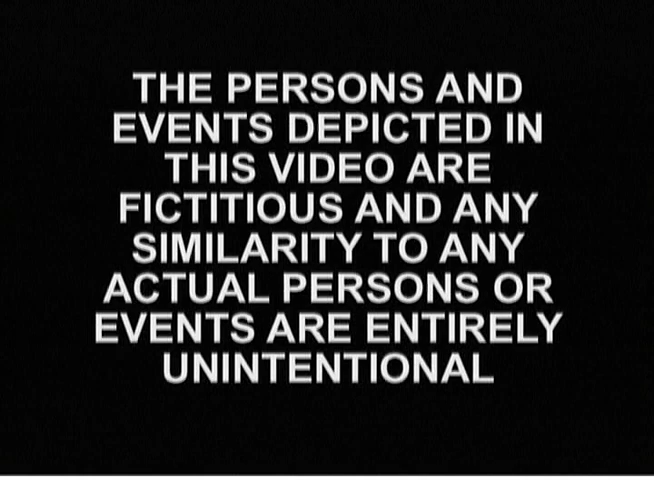 THE PERSONS AND
EVENTS DEPICTED IN
THIS VIDEO ARE
FICTITIOUS AND ANY
SIMILARITY TO ANY
ACTUAL PERSONS OR
EVENTS ARE ENTIRELY
UNINTENTIONAL